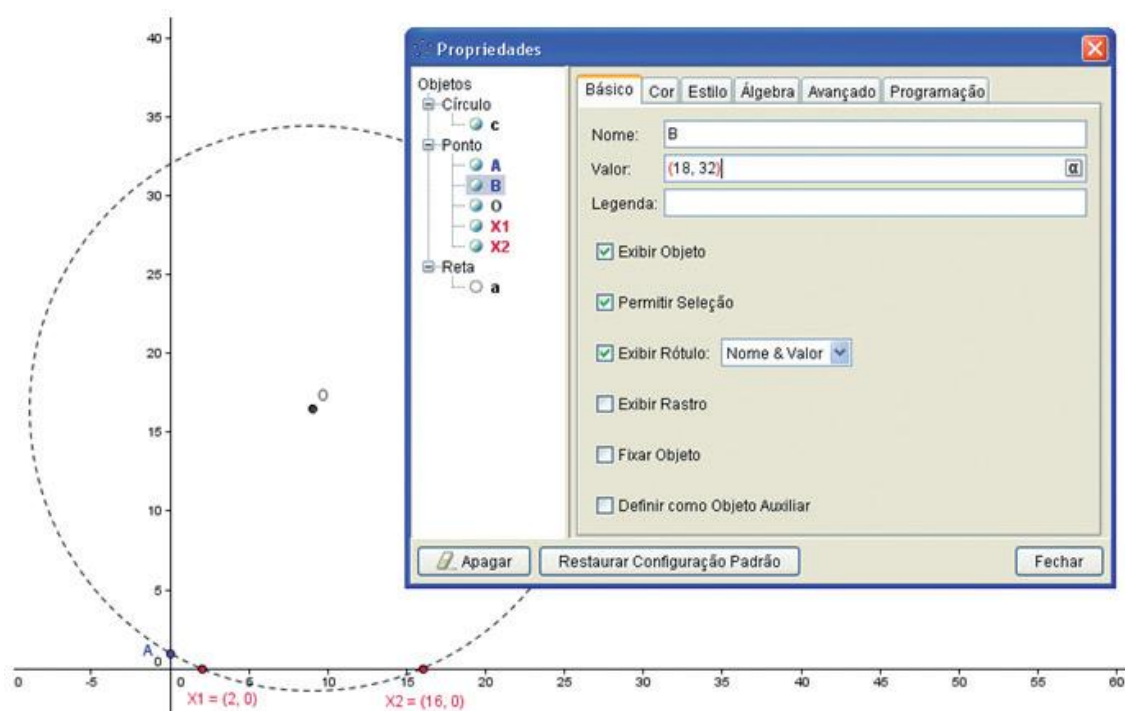 Propriedades
Objetos
Círculo
c
Ponto
A
B
O
X1
X2
Reta
a
Básico Cor Estilo Álgebra Avançado Programação
Nome: B
Valor: (18, 32) α
Legenda:
Exibir Objeto
Permitir Seleção
Exibir Rótulo: Nome & Valor
Exibir Rastro
Fixar Objeto
Definir como Objeto Auxiliar
Apagar Restaurar Configuração Padrão Fechar
40
35
30
25
20
15
10
5
0
O
A
0 -5 0 5 10 15 20 25 30 35 40 45 50 55 60
X1 = (2, 0) X2 = (16, 0)